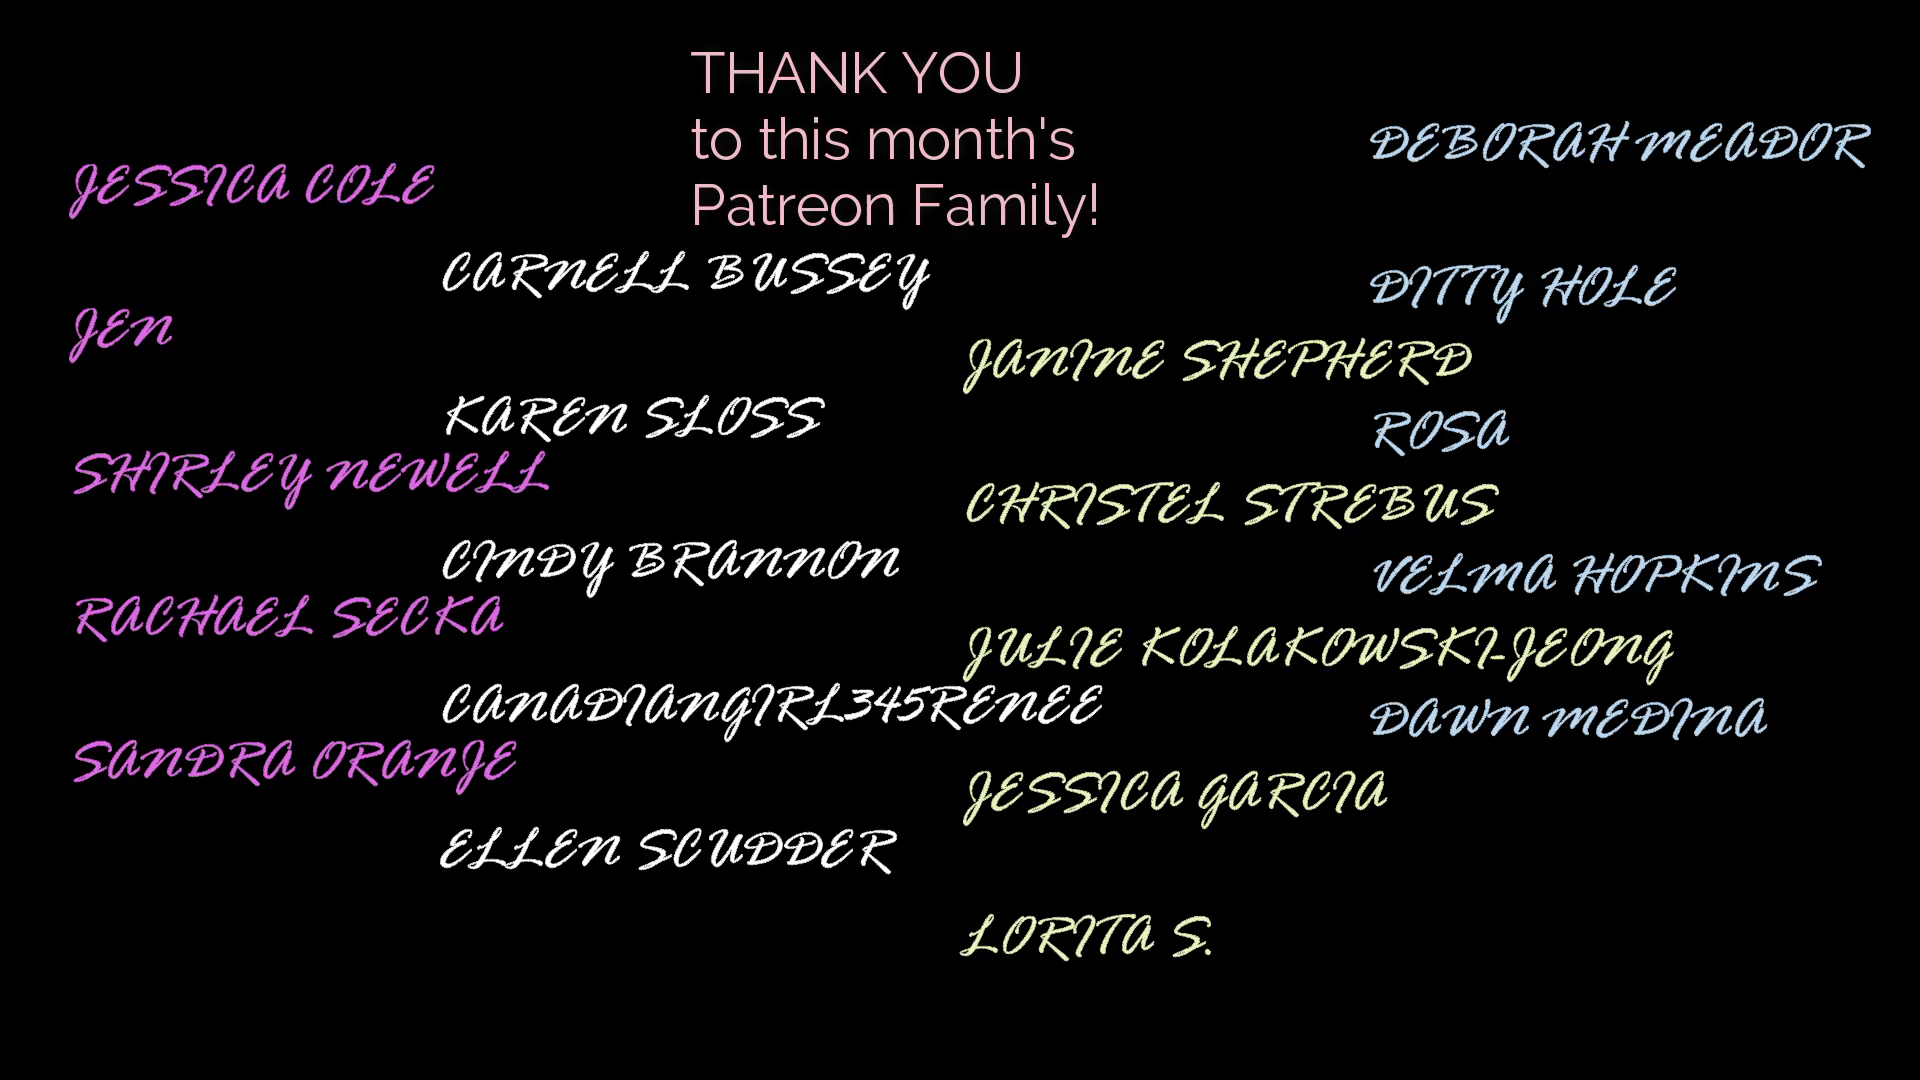 THANK YOU
to this month's
Patreon Family!
JESSICA COLE
JEN
SHIRLEY NEWELL
RACHAEL SECKA
SANDRA ORANJE
CARNELL BUSSEY
KAREN SLOSS
CINDY BRANNON
CANADIANGIRL345RENEE
ELLEN SCUDDER
JANINE SHEPHERD
CHRISTEL STREBUS
JULIE KOLAKOWSKI-JEONG
JESSICA GARCIA
LORITA S.
DEBORAH MEADOR
DITTY HOLE
ROSA
VELMA HOPKINS
DAWN MEDINA